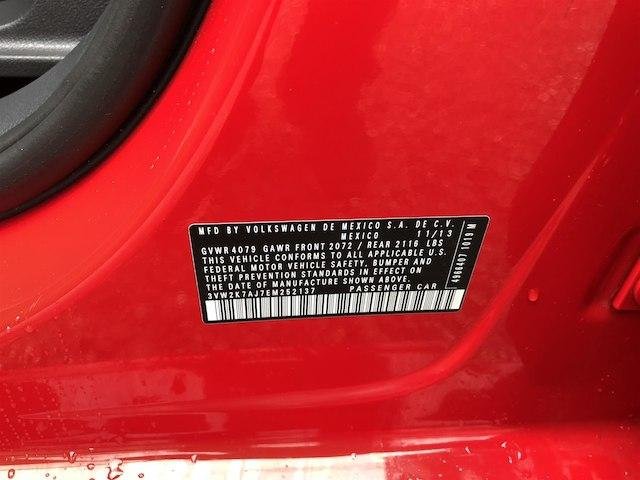 MFD BY VOLKSWAGEN DE MEXICO S.A. DE C.V.
MEXICO 11/13
GVWR 4079 GAWR FRONT 2072 / REAR 2116 LBS
THIS VEHICLE CONFORMS TO ALL APPLICABLE U.S.
FEDERAL MOTOR VEHICLE SAFETY, BUMPER AND
THEFT PREVENTION STANDARDS IN EFFECT ON
THE DATE OF MANUFACTURE SHOWN ABOVE.
3VW2K7AJ7EM252137 PASSENGER CAR